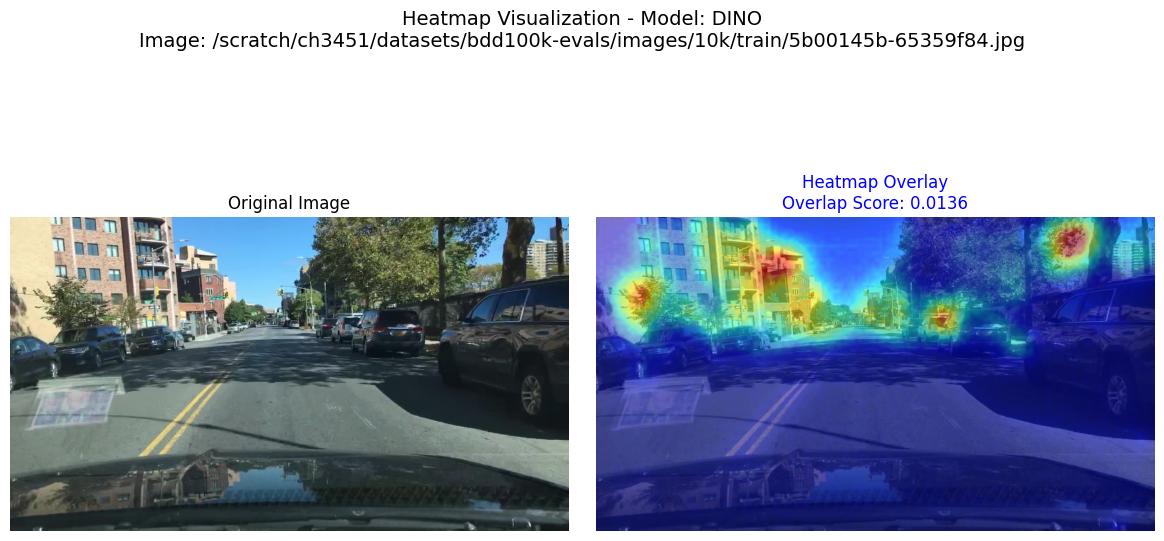 Heatmap Visualization - Model: DINO
Image: /scratch/ch3451/datasets/bdd100k-evals/images/10k/train/5b00145b-65359f84.jpg
Original Image
Heatmap Overlay
Overlap Score: 0.0136